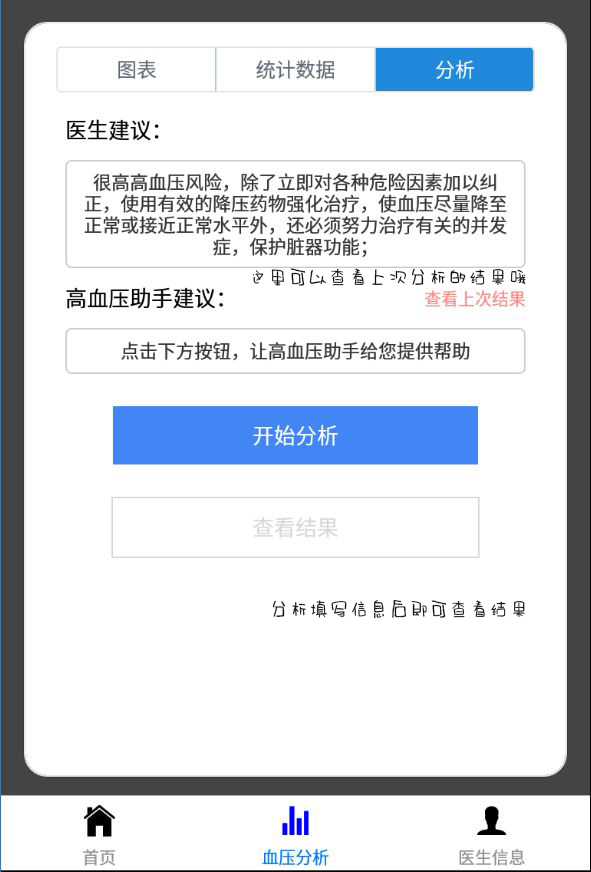 图表 统计数据 分析
医生建议：
很高高血压风险，除了立即对各种危险因素加以纠
正，使用有效的降压药物强化治疗，使血压尽量降至
正常或接近正常水平外，还必须努力治疗有关的并发
症，保护脏器功能；
这里可以查看上次分析的结果哦
高血压助手建议： 查看上次结果
点击下方按钮，让高血压助手给您提供帮助
开始分析
查看结果
分析填写信息后即可查看结果
首页 血压分析 医生信息